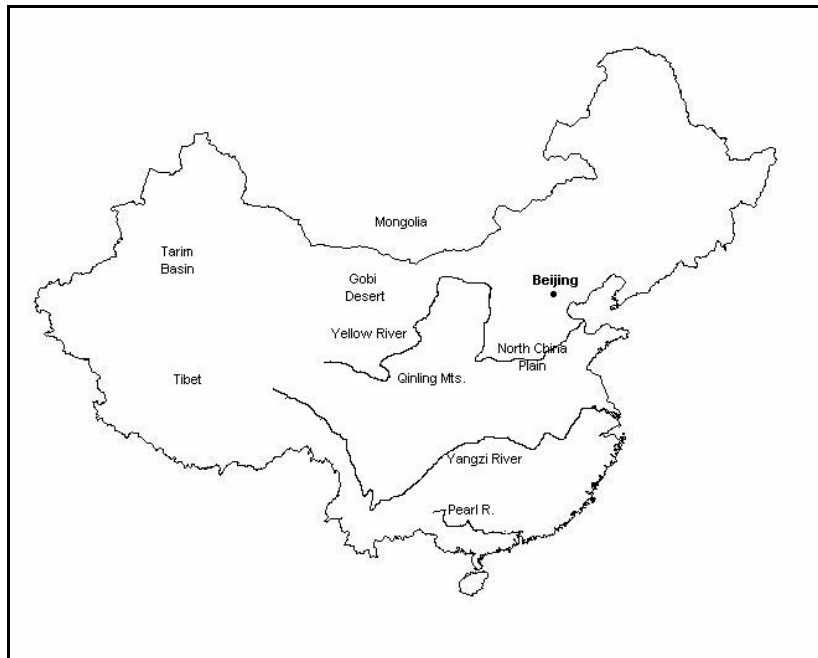 Mongolia
Tarim
Basin
Gobi
Desert
Beijing
Yellow River
North China
Plain
Tibet
Qinling Mts.
Yangzi River
Pearl R.